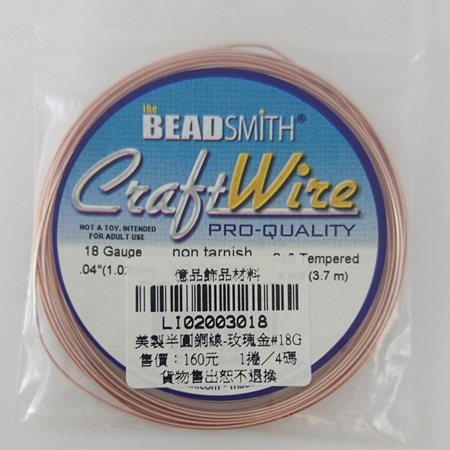 the
BEADSMITH®
Craft Wire
PRO-QUALITY
NOT A TOY. INTENDED
FOR ADULT USE
18 Gauge non tarnish Tempered
.04"(1.0 (3.7 m)
億品飾品材料
LI02003018
美製半圓銅線-玫瑰金#18G
售價：160元 1捲／4碼
貨物售出恕不退換